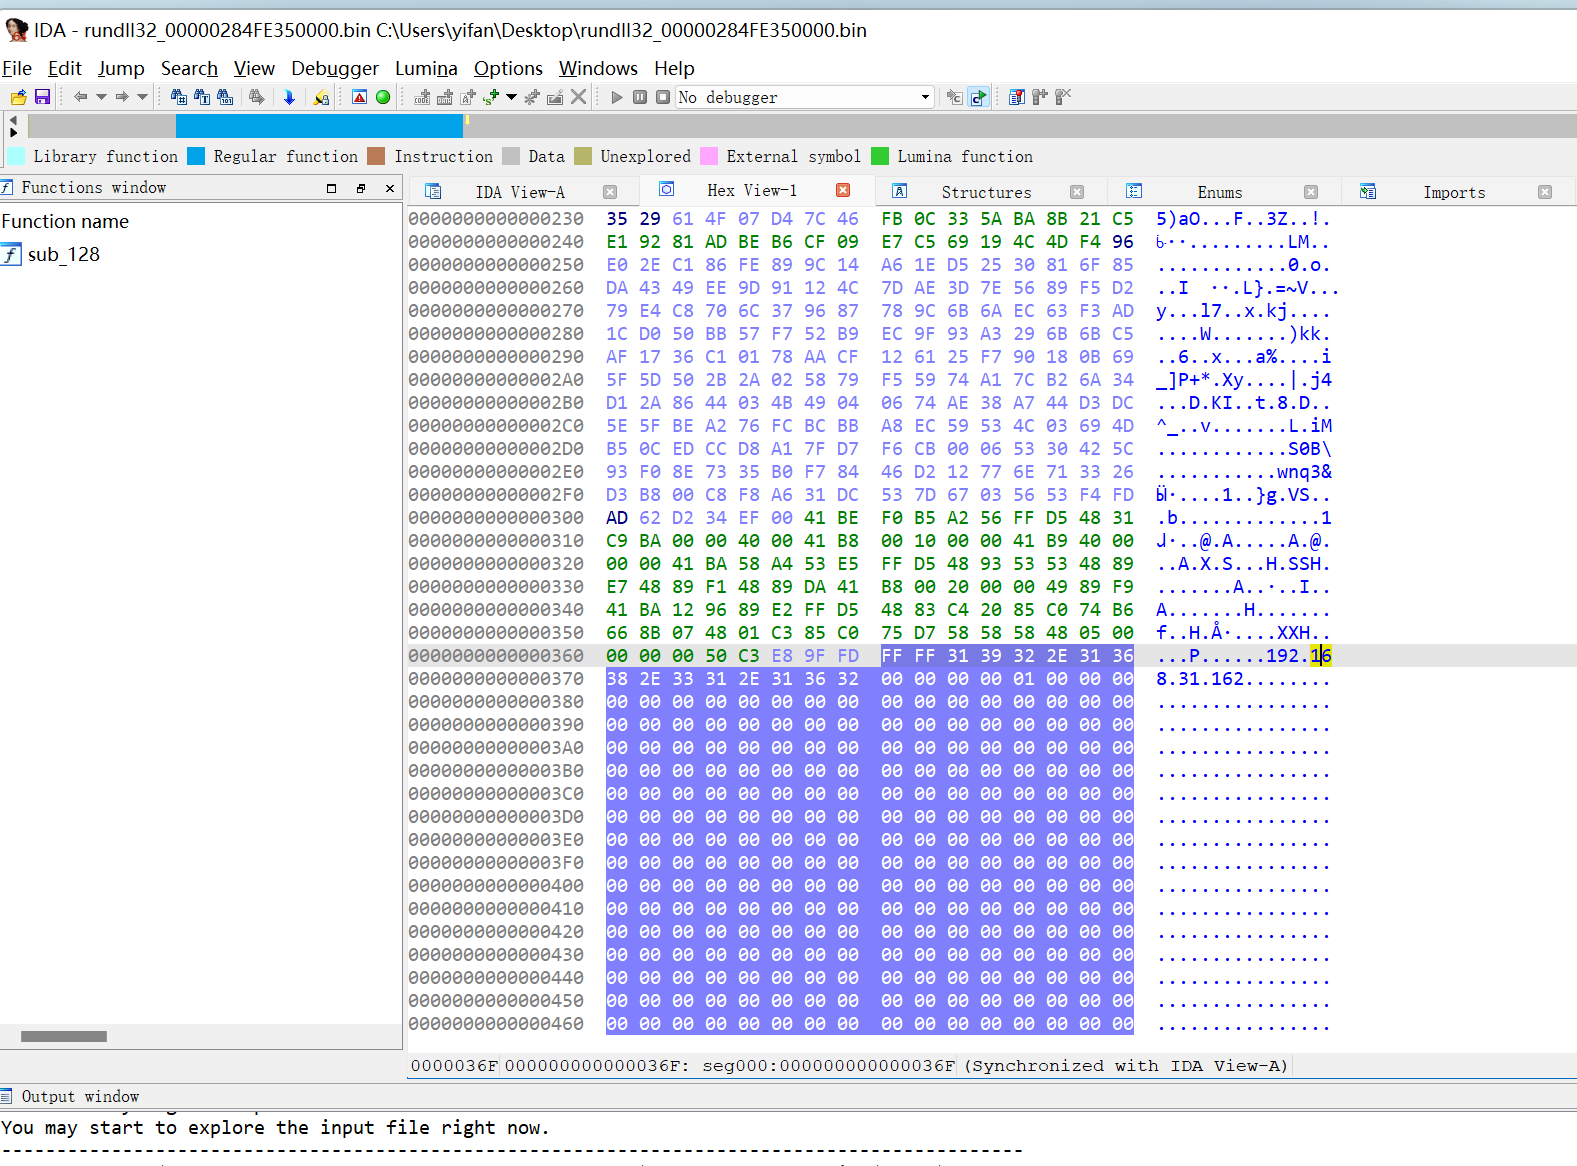 IDA - rundll32_00000284FE350000.bin C:\Users\yifan\Desktop\rundll32_00000284FE350000.bin
File Edit Jump Search View Debugger Lumina Options Windows Help
No debugger
Library function Regular function Instruction Data Unexplored External symbol Lumina function
Functions window
Function name
sub_128
IDA View-A Hex View-1 Structures Enums Imports
0000000000000230 35 29 61 4F 07 D4 7C 46 FB 0C 33 5A BA 8B 21 C5 5)aO...F..3Z..!.
0000000000000240 E1 92 81 AD BE B6 CF 09 E7 C5 69 19 4C 4D F4 96
0000000000000250 E0 2E C1 86 FE 89 9C 14 A6 1E D5 25 30 81 6F 85 ............0.o.
0000000000000260 DA 43 49 EE 9D 91 12 4C 7D AE 3D 7E 56 89 F5 D2 ..I ··.L}.=~V...
0000000000000270 79 E4 C8 70 6C 37 96 87 78 9C 6B 6A EC 63 F3 AD y...l7..x.kj....
0000000000000280 1C D0 50 BB 57 F7 52 B9 EC 9F 93 A3 29 6B 6B C5 ....W.......)kk.
0000000000000290 AF 17 36 C1 01 78 AA CF 12 61 25 F7 90 18 0B 69 ..6..x...a%....i
00000000000002A0 5F 5D 50 2B 2A 02 58 79 F5 59 74 A1 7C B2 6A 34 _]P+*.Xy....|.j4
00000000000002B0 D1 2A 86 44 03 4B 49 04 06 74 AE 38 A7 44 D3 DC ...D.KI..t.8.D..
00000000000002C0 5E 5F BE A2 76 FC BC BB A8 EC 59 53 4C 03 69 4D ^_..v.......L.iM
00000000000002D0 B5 0C ED CC D8 A1 7F D7 F6 CB 00 06 53 30 42 5C ............S0B\
00000000000002E0 93 F0 8E 73 35 B0 F7 84 46 D2 12 77 6E 71 33 26 ...........wnq3&
00000000000002F0 D3 B8 00 C8 F8 A6 31 DC 53 7D 67 03 56 53 F4 FD
0000000000000300 AD 62 D2 34 EF 00 41 BE F0 B5 A2 56 FF D5 48 31 .b.............1
0000000000000310 C9 BA 00 00 40 00 41 B8 00 10 00 00 41 B9 40 00
0000000000000320 00 00 41 BA 58 A4 53 E5 FF D5 48 93 53 53 48 89 ..A.X.S...H.SSH.
0000000000000330 E7 48 89 F1 48 89 DA 41 B8 00 20 00 00 49 89 F9 .......A..·..I..
0000000000000340 41 BA 12 96 89 E2 FF D5 48 83 C4 20 85 C0 74 B6 A.......H.......
0000000000000350 66 8B 07 48 01 C3 85 C0 75 D7 58 58 58 48 05 00 f..H.Å·....XXH..
0000000000000360 00 00 00 50 C3 E8 9F FD FF FF 31 39 32 2E 31 36 ...P......192.16
0000000000000370 38 2E 33 31 2E 31 36 32 00 00 00 00 01 00 00 00 8.31.162........
0000000000000380 00 00 00 00 00 00 00 00 00 00 00 00 00 00 00 00 ................
0000000000000390 00 00 00 00 00 00 00 00 00 00 00 00 00 00 00 00 ................
00000000000003A0 00 00 00 00 00 00 00 00 00 00 00 00 00 00 00 00 ................
00000000000003B0 00 00 00 00 00 00 00 00 00 00 00 00 00 00 00 00 ................
00000000000003C0 00 00 00 00 00 00 00 00 00 00 00 00 00 00 00 00 ................
00000000000003D0 00 00 00 00 00 00 00 00 00 00 00 00 00 00 00 00 ................
00000000000003E0 00 00 00 00 00 00 00 00 00 00 00 00 00 00 00 00 ................
00000000000003F0 00 00 00 00 00 00 00 00 00 00 00 00 00 00 00 00 ................
0000000000000400 00 00 00 00 00 00 00 00 00 00 00 00 00 00 00 00 ................
0000000000000410 00 00 00 00 00 00 00 00 00 00 00 00 00 00 00 00 ................
0000000000000420 00 00 00 00 00 00 00 00 00 00 00 00 00 00 00 00 ................
0000000000000430 00 00 00 00 00 00 00 00 00 00 00 00 00 00 00 00 ................
0000000000000440 00 00 00 00 00 00 00 00 00 00 00 00 00 00 00 00 ................
0000000000000450 00 00 00 00 00 00 00 00 00 00 00 00 00 00 00 00 ................
0000000000000460 00 00 00 00 00 00 00 00 00 00 00 00 00 00 00 00 ................
0000036F 000000000000036F: seg000:000000000000036F (Synchronized with IDA View-A)
Output window
You may start to explore the input file right now.